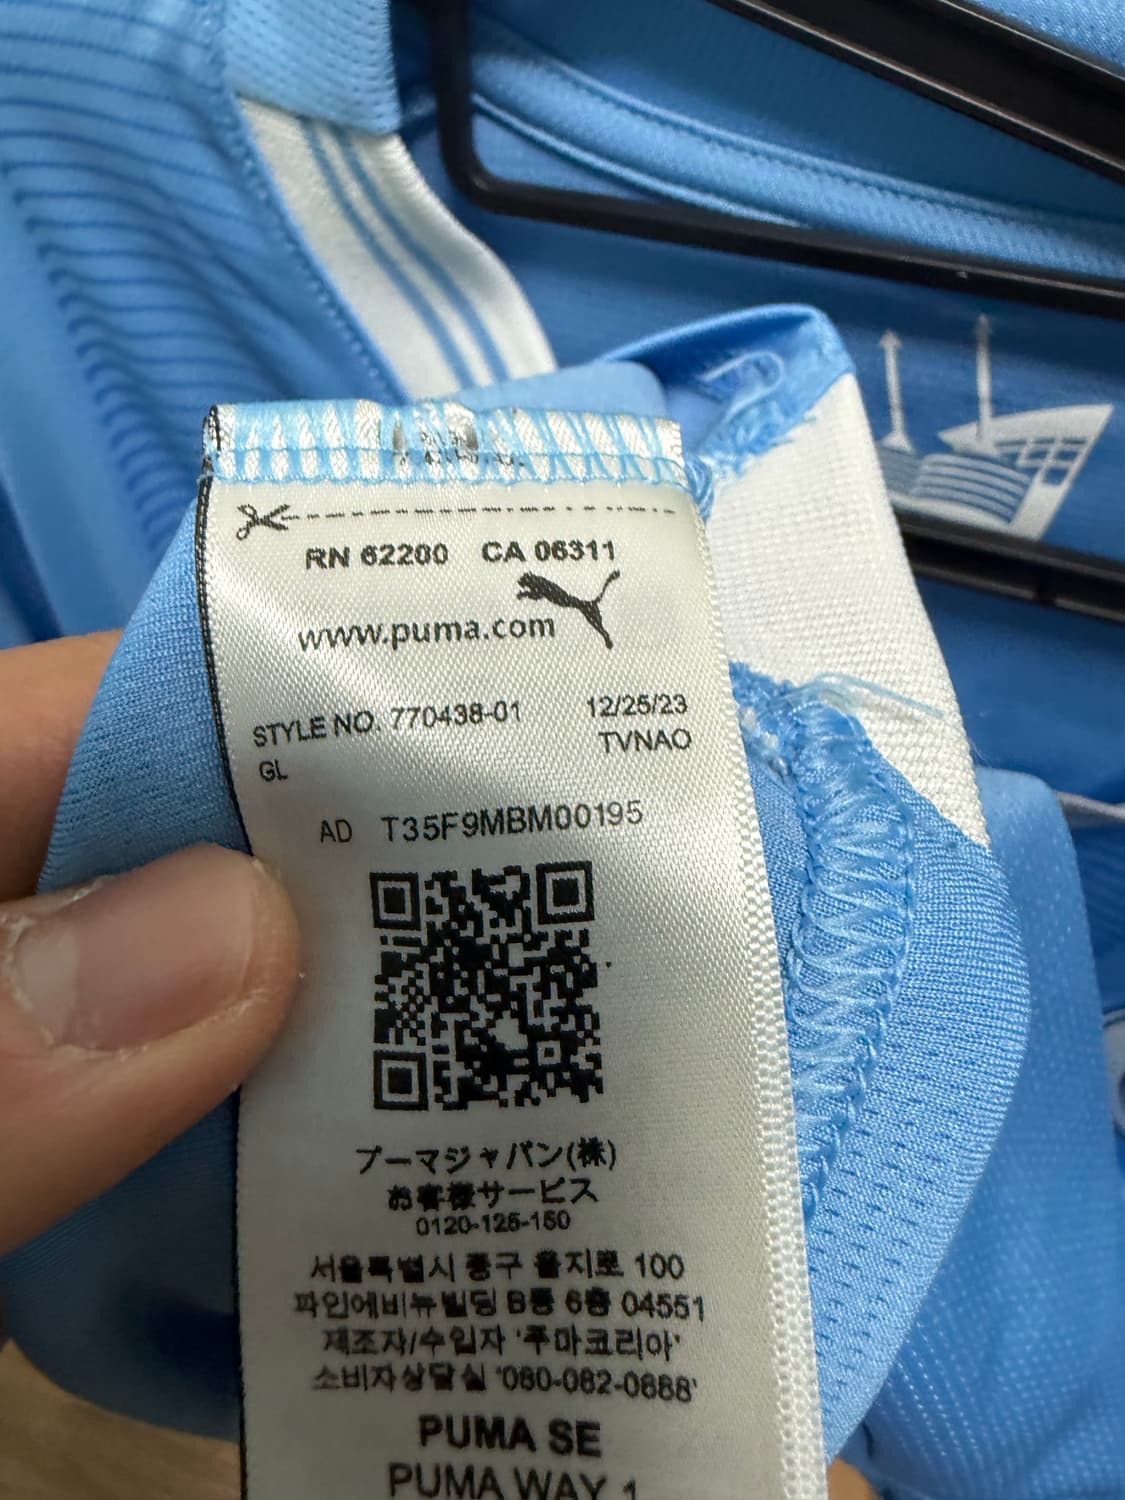 RN 62200 CA 06311
www.puma.com
STYLE NO. 770438-01 12/25/23
GL TVNAO
AD T35F9MBM00195
プーマジャパン(株)
お客様サービス
0120-125-150
서울특별시 중구 을지로 100
파인에비뉴빌딩 B동 6층 04551
제조자/수입자 '푸마코리아'
소비자상담실 '080-082-0888'
PUMA SE
PUMA WAY 1